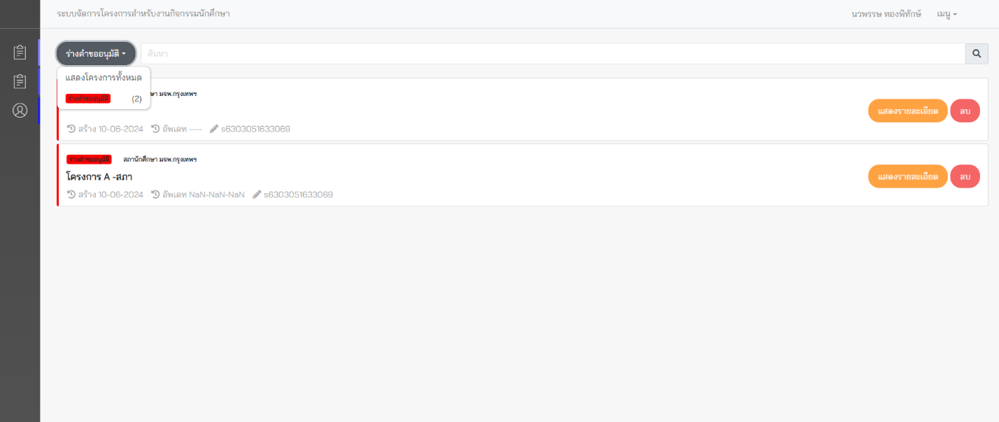 ระบบจัดการโครงการสำหรับงานกิจกรรมนักศึกษา นวพรรษ ทองพิทักษ์ เมนู
ร่างคำขออนุมัติ ค้นหา
แสดงโครงการทั้งหมด
ร่างคำขออนุมัติ (2)
ษา มจพ.กรุงเทพฯ
แสดงรายละเอียด ลบ
สร้าง 10-06-2024 อัพเดท ---- s6303051633069
ร่างคำขออนุมัติ สภานักศึกษา มจพ.กรุงเทพฯ
โครงการ A -สภา
แสดงรายละเอียด ลบ
สร้าง 10-06-2024 อัพเดท NaN-NaN-NaN s6303051633069